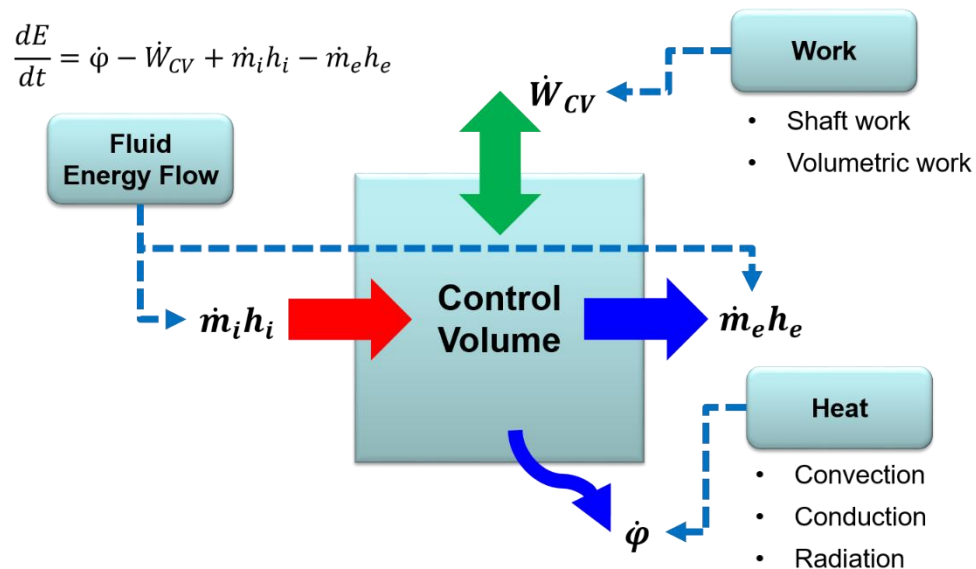 dE/dt = φ̇ − Ẇ_CV + ṁ_i h_i − ṁ_e h_e
Work
Ẇ_CV
• Shaft work
• Volumetric work
Fluid
Energy Flow
Control
Volume
ṁ_i h_i
ṁ_e h_e
Heat
• Convection
• Conduction
• Radiation
φ̇